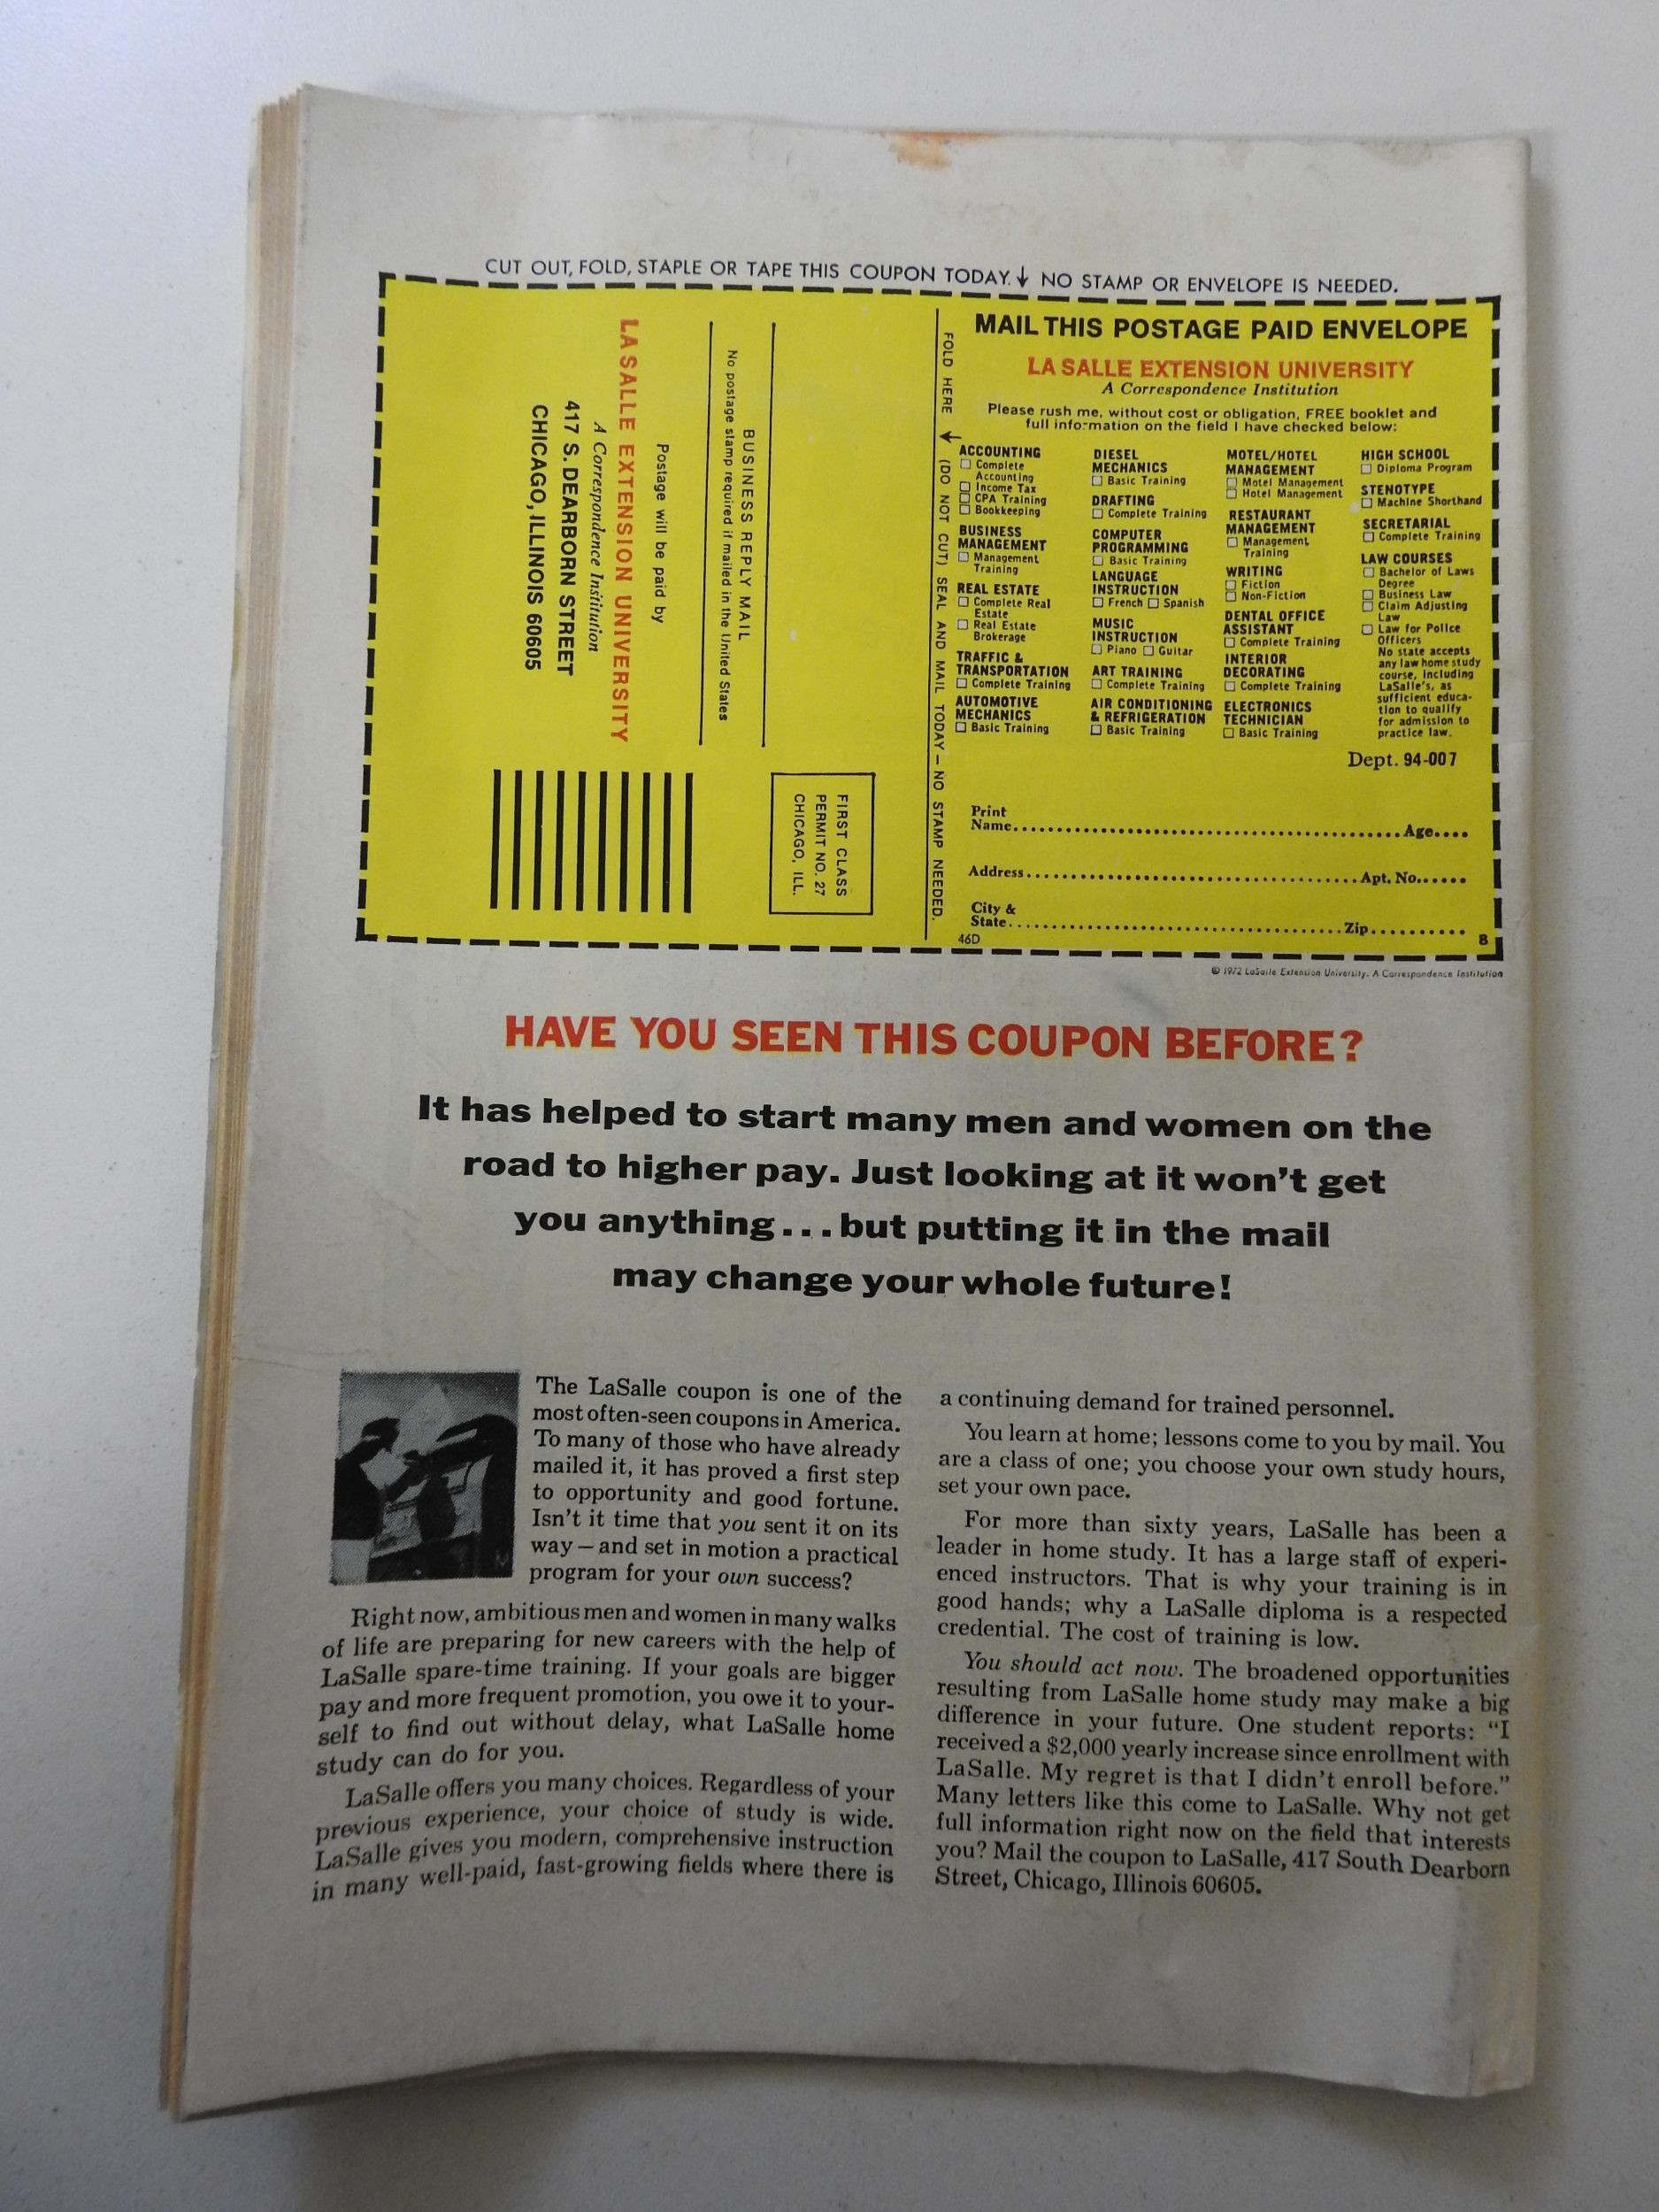 CUT OUT, FOLD, STAPLE OR TAPE THIS COUPON TODAY.↓ NO STAMP OR ENVELOPE IS NEEDED.
BUSINESS REPLY MAIL
No postage stamp required if mailed in the United States
Postage will be paid by
LA SALLE EXTENSION UNIVERSITY
A Correspondence Institution
417 S. DEARBORN STREET
CHICAGO, ILLINOIS 60605
FIRST CLASS
PERMIT NO. 27
CHICAGO, ILL.
FOLD HERE ↓ (DO NOT CUT) SEAL AND MAIL TODAY — NO STAMP NEEDED.
MAIL THIS POSTAGE PAID ENVELOPE
LA SALLE EXTENSION UNIVERSITY
A Correspondence Institution
Please rush me, without cost or obligation, FREE booklet and
full information on the field I have checked below:
ACCOUNTING
☐ Complete
Accounting
☐ Income Tax
☐ CPA Training
☐ Bookkeeping
BUSINESS
MANAGEMENT
☐ Management
Training
REAL ESTATE
☐ Complete Real
Estate
☐ Real Estate
Brokerage
TRAFFIC &
TRANSPORTATION
☐ Complete Training
AUTOMOTIVE
MECHANICS
☐ Basic Training
DIESEL
MECHANICS
☐ Basic Training
DRAFTING
☐ Complete Training
COMPUTER
PROGRAMMING
☐ Basic Training
LANGUAGE
INSTRUCTION
☐ French ☐ Spanish
MUSIC
INSTRUCTION
☐ Piano ☐ Guitar
ART TRAINING
☐ Complete Training
AIR CONDITIONING
& REFRIGERATION
☐ Basic Training
MOTEL/HOTEL
MANAGEMENT
☐ Motel Management
☐ Hotel Management
RESTAURANT
MANAGEMENT
☐ Management
Training
WRITING
☐ Fiction
☐ Non-Fiction
DENTAL OFFICE
ASSISTANT
☐ Complete Training
INTERIOR
DECORATING
☐ Complete Training
ELECTRONICS
TECHNICIAN
☐ Basic Training
HIGH SCHOOL
☐ Diploma Program
STENOTYPE
☐ Machine Shorthand
SECRETARIAL
☐ Complete Training
LAW COURSES
☐ Bachelor of Laws
Degree
☐ Business Law
☐ Claim Adjusting
Law
☐ Law for Police
Officers
No state accepts
any law home study
course, including
LaSalle's, as
sufficient educa-
tion to qualify
for admission to
practice law.
Dept. 94-007
Print
Name.......... Age....
Address.......... Apt. No......
City &
State.......... Zip..........
46D 8
© 1972 LaSalle Extension University. A Correspondence Institution
HAVE YOU SEEN THIS COUPON BEFORE?
It has helped to start many men and women on the
road to higher pay. Just looking at it won't get
you anything...but putting it in the mail
may change your whole future!
The LaSalle coupon is one of the
most often-seen coupons in America.
To many of those who have already
mailed it, it has proved a first step
to opportunity and good fortune.
Isn't it time that you sent it on its
way—and set in motion a practical
program for your own success?
Right now, ambitious men and women in many walks
of life are preparing for new careers with the help of
LaSalle spare-time training. If your goals are bigger
pay and more frequent promotion, you owe it to your-
self to find out without delay, what LaSalle home
study can do for you.
LaSalle offers you many choices. Regardless of your
previous experience, your choice of study is wide.
LaSalle gives you modern, comprehensive instruction
in many well-paid, fast-growing fields where there is
a continuing demand for trained personnel.
You learn at home; lessons come to you by mail. You
are a class of one; you choose your own study hours,
set your own pace.
For more than sixty years, LaSalle has been a
leader in home study. It has a large staff of experi-
enced instructors. That is why your training is in
good hands; why a LaSalle diploma is a respected
credential. The cost of training is low.
You should act now. The broadened opportunities
resulting from LaSalle home study may make a big
difference in your future. One student reports: "I
received a $2,000 yearly increase since enrollment with
LaSalle. My regret is that I didn't enroll before."
Many letters like this come to LaSalle. Why not get
full information right now on the field that interests
you? Mail the coupon to LaSalle, 417 South Dearborn
Street, Chicago, Illinois 60605.